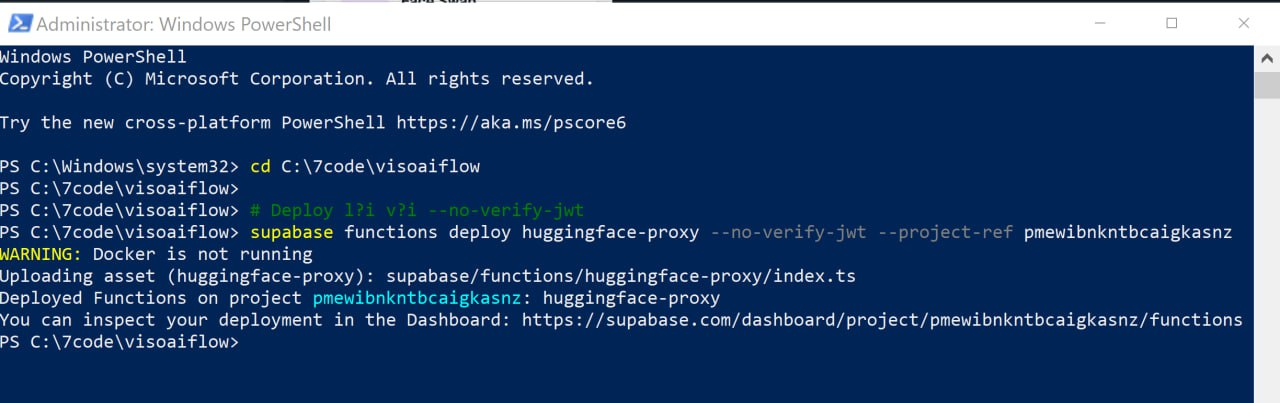 Face Swap
Administrator: Windows PowerShell
Windows PowerShell
Copyright (C) Microsoft Corporation. All rights reserved.
Try the new cross-platform PowerShell https://aka.ms/pscore6
PS C:\Windows\system32> cd C:\7code\visoaiflow
PS C:\7code\visoaiflow>
PS C:\7code\visoaiflow> # Deploy l?i v?i --no-verify-jwt
PS C:\7code\visoaiflow> supabase functions deploy huggingface-proxy --no-verify-jwt --project-ref pmewibnkntbcaigkasnz
WARNING: Docker is not running
Uploading asset (huggingface-proxy): supabase/functions/huggingface-proxy/index.ts
Deployed Functions on project pmewibnkntbcaigkasnz: huggingface-proxy
You can inspect your deployment in the Dashboard: https://supabase.com/dashboard/project/pmewibnkntbcaigkasnz/functions
PS C:\7code\visoaiflow>